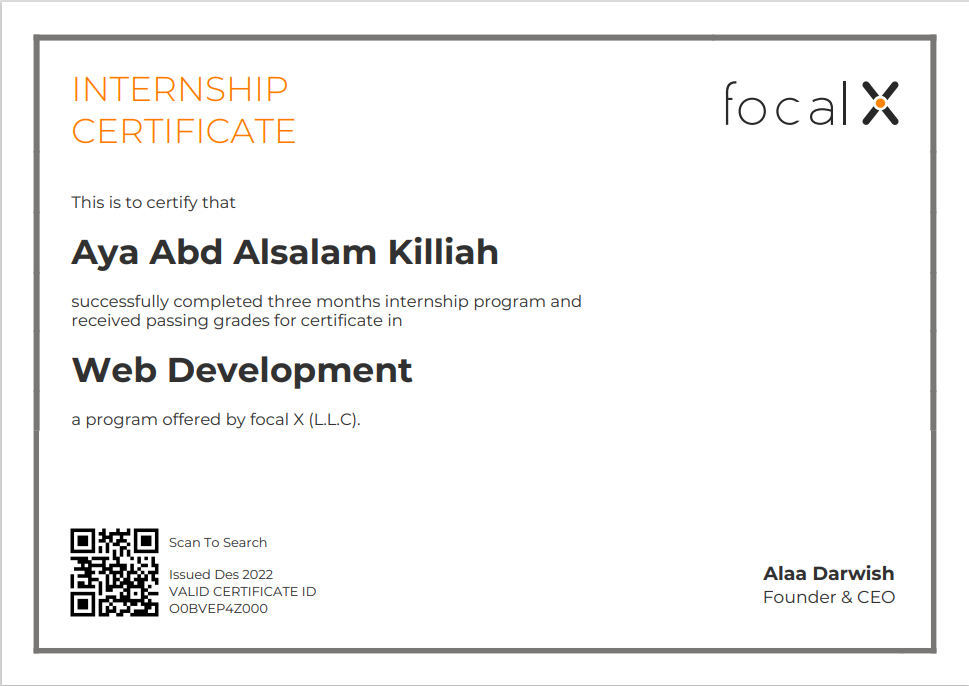 INTERNSHIP
CERTIFICATE
focal X
This is to certify that
Aya Abd Alsalam Killiah
successfully completed three months internship program and
received passing grades for certificate in
Web Development
a program offered by focal X (L.L.C).
Scan To Search
Issued Des 2022
VALID CERTIFICATE ID
O0BVEP4Z000
Alaa Darwish
Founder & CEO